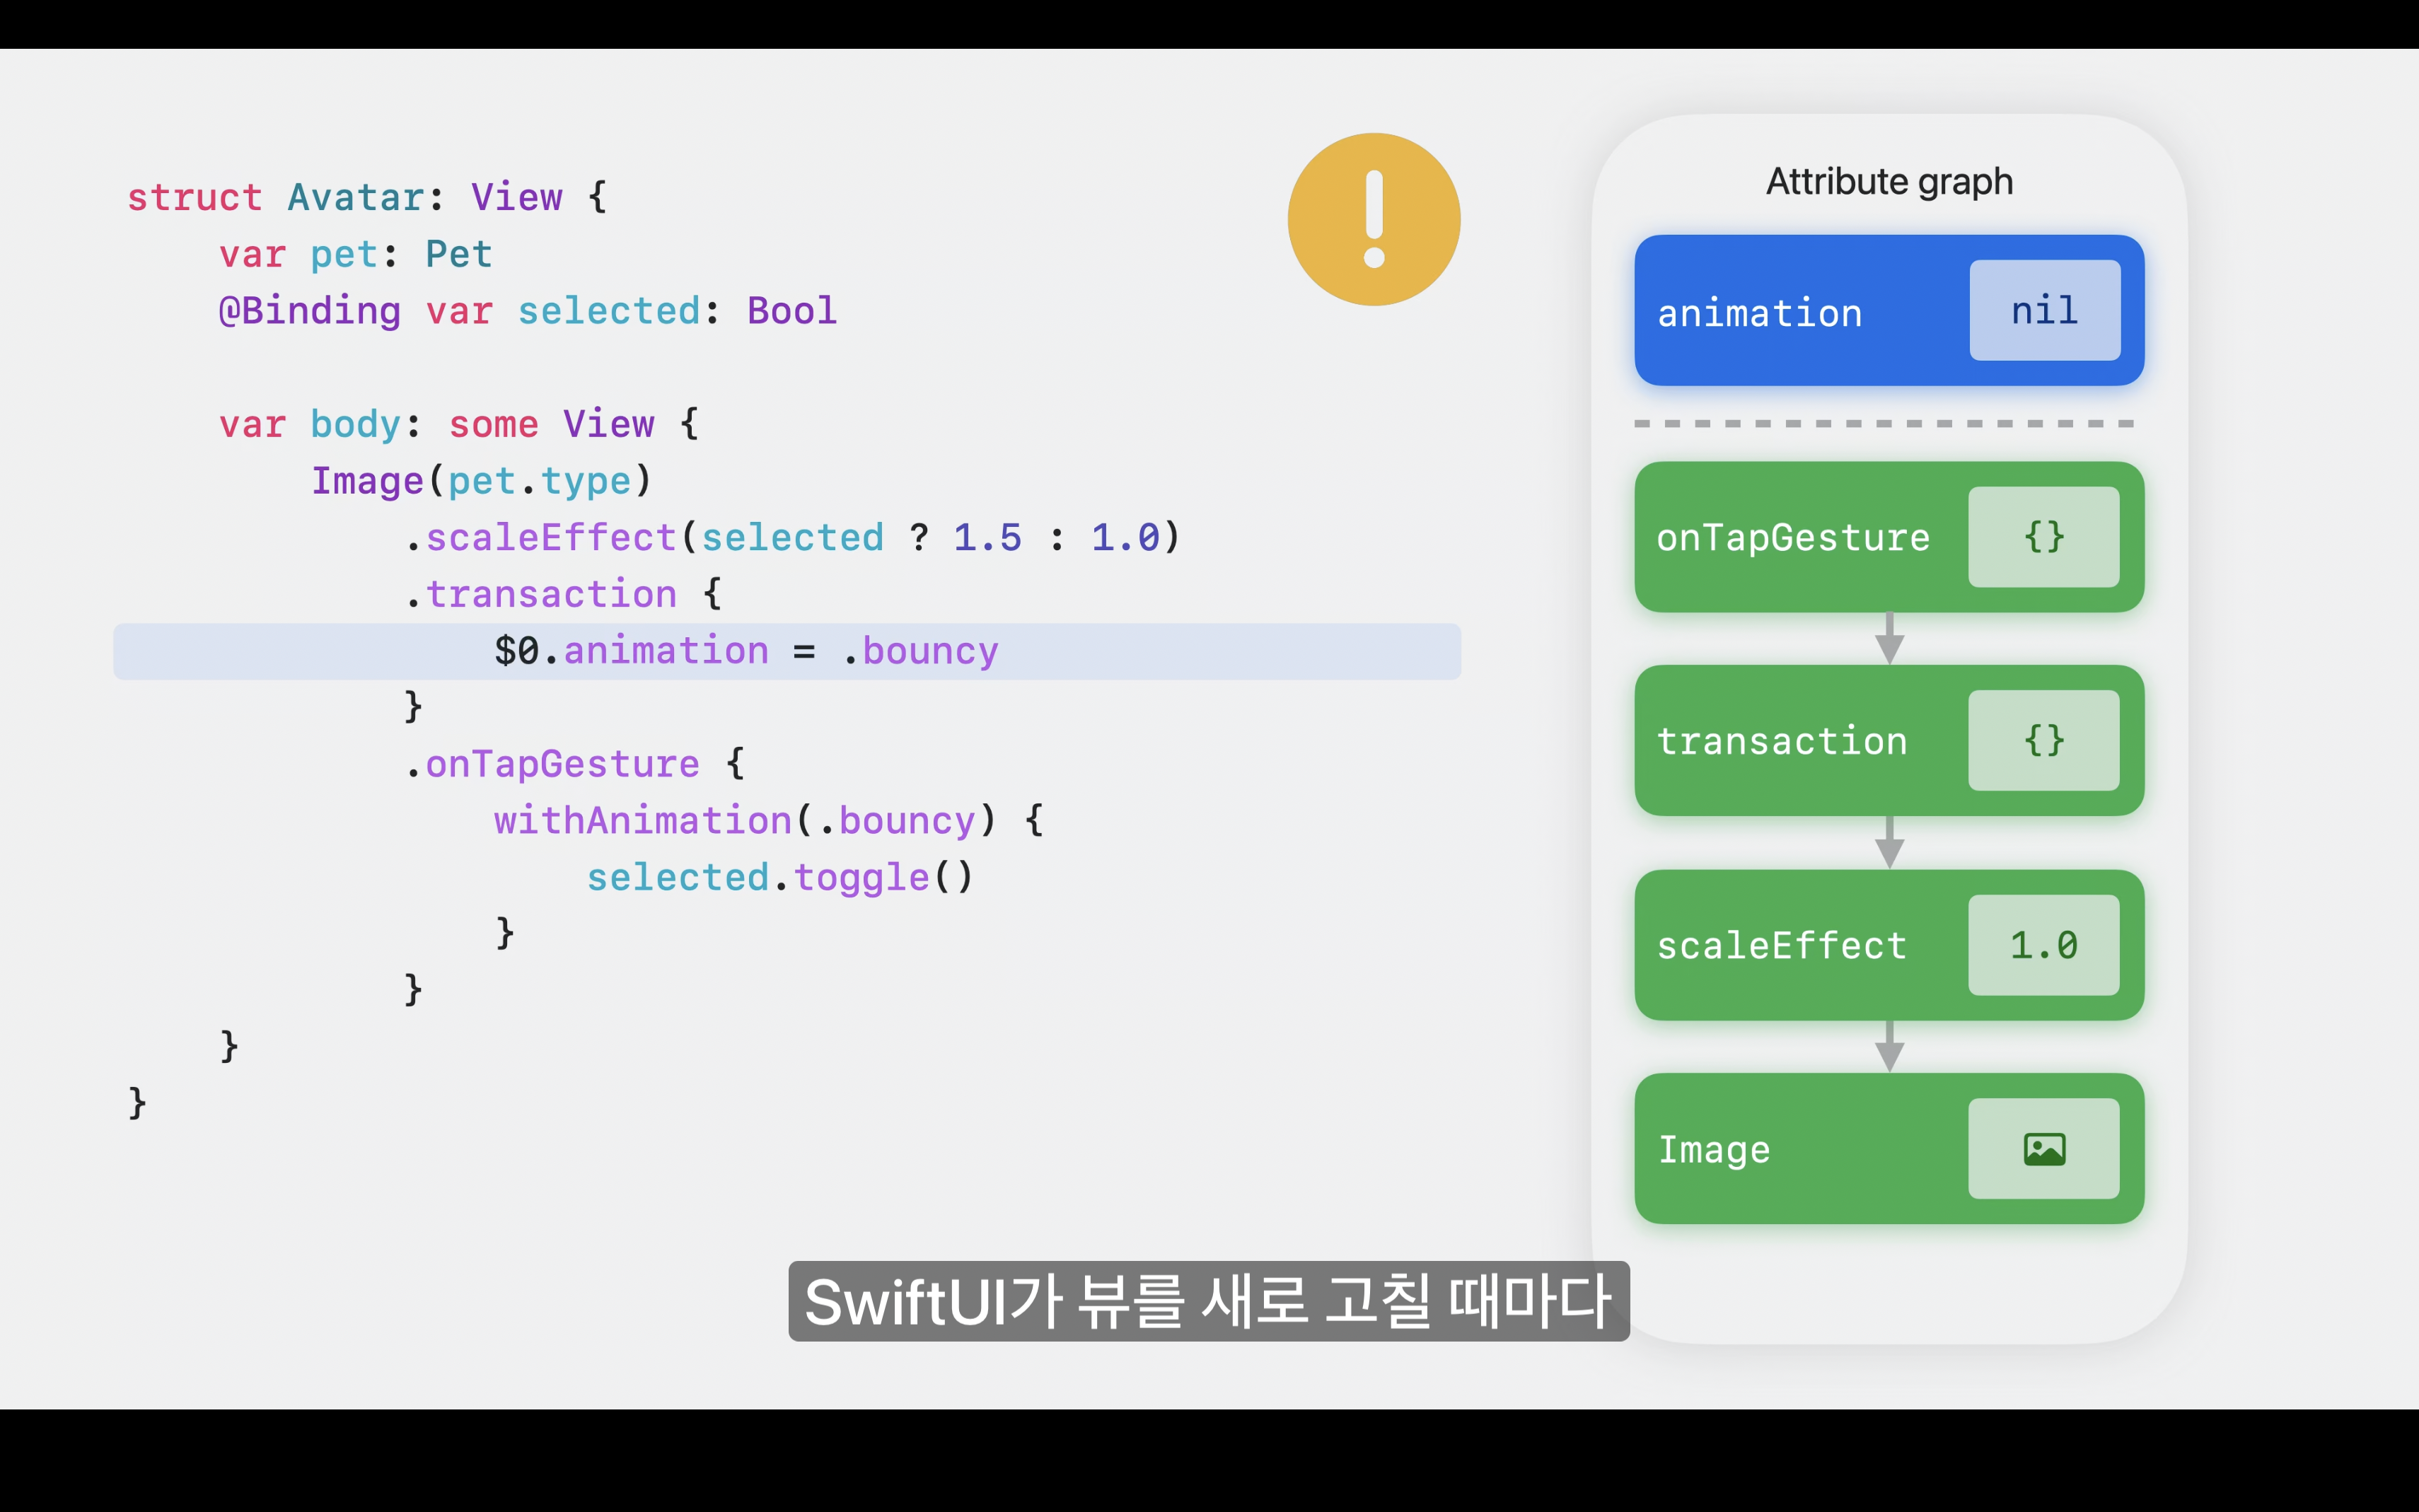 struct Avatar: View {
    var pet: Pet
    @Binding var selected: Bool

    var body: some View {
        Image(pet.type)
            .scaleEffect(selected ? 1.5 : 1.0)
            .transaction {
                $0.animation = .bouncy
            }
            .onTapGesture {
                withAnimation(.bouncy) {
                    selected.toggle()
                }
            }
    }
}
Attribute graph
animation nil
onTapGesture {}
transaction {}
scaleEffect 1.0
Image
SwiftUI가 뷰를 새로 고칠 때마다